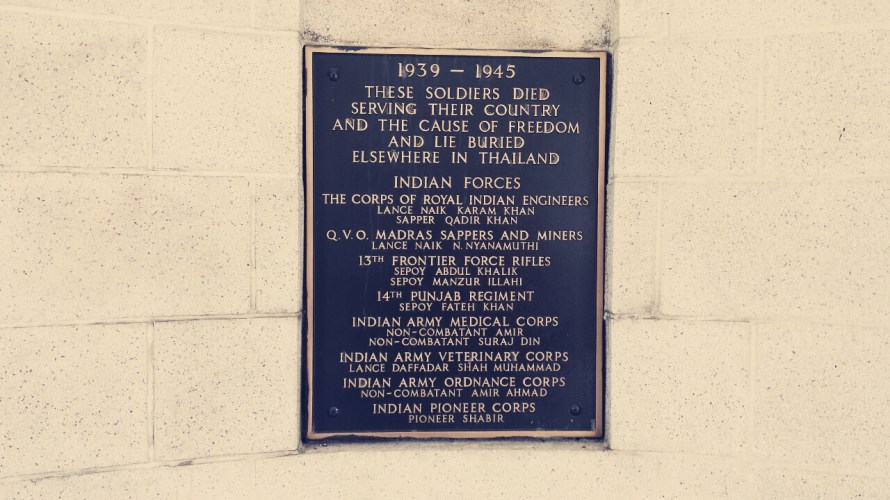 1939 – 1945
THESE SOLDIERS DIED
SERVING THEIR COUNTRY
AND THE CAUSE OF FREEDOM
AND LIE BURIED
ELSEWHERE IN THAILAND
INDIAN FORCES
THE CORPS OF ROYAL INDIAN ENGINEERS
LANCE NAIK KARAM KHAN
SAPPER QADIR KHAN
Q.V.O. MADRAS SAPPERS AND MINERS
LANCE NAIK N.NYANAMUTHI
13TH FRONTIER FORCE RIFLES
SEPOY ABDUL KHALIK
SEPOY MANZUR ILLAHI
14TH PUNJAB REGIMENT
SEPOY FATEH KHAN
INDIAN ARMY MEDICAL CORPS
NON-COMBATANT AMIR
NON-COMBATANT SURAJ DIN
INDIAN ARMY VETERINARY CORPS
LANCE DAFFADAR SHAH MUHAMMAD
INDIAN ARMY ORDNANCE CORPS
NON-COMBATANT AMIR AHMAD
INDIAN PIONEER CORPS
PIONEER SHABIR